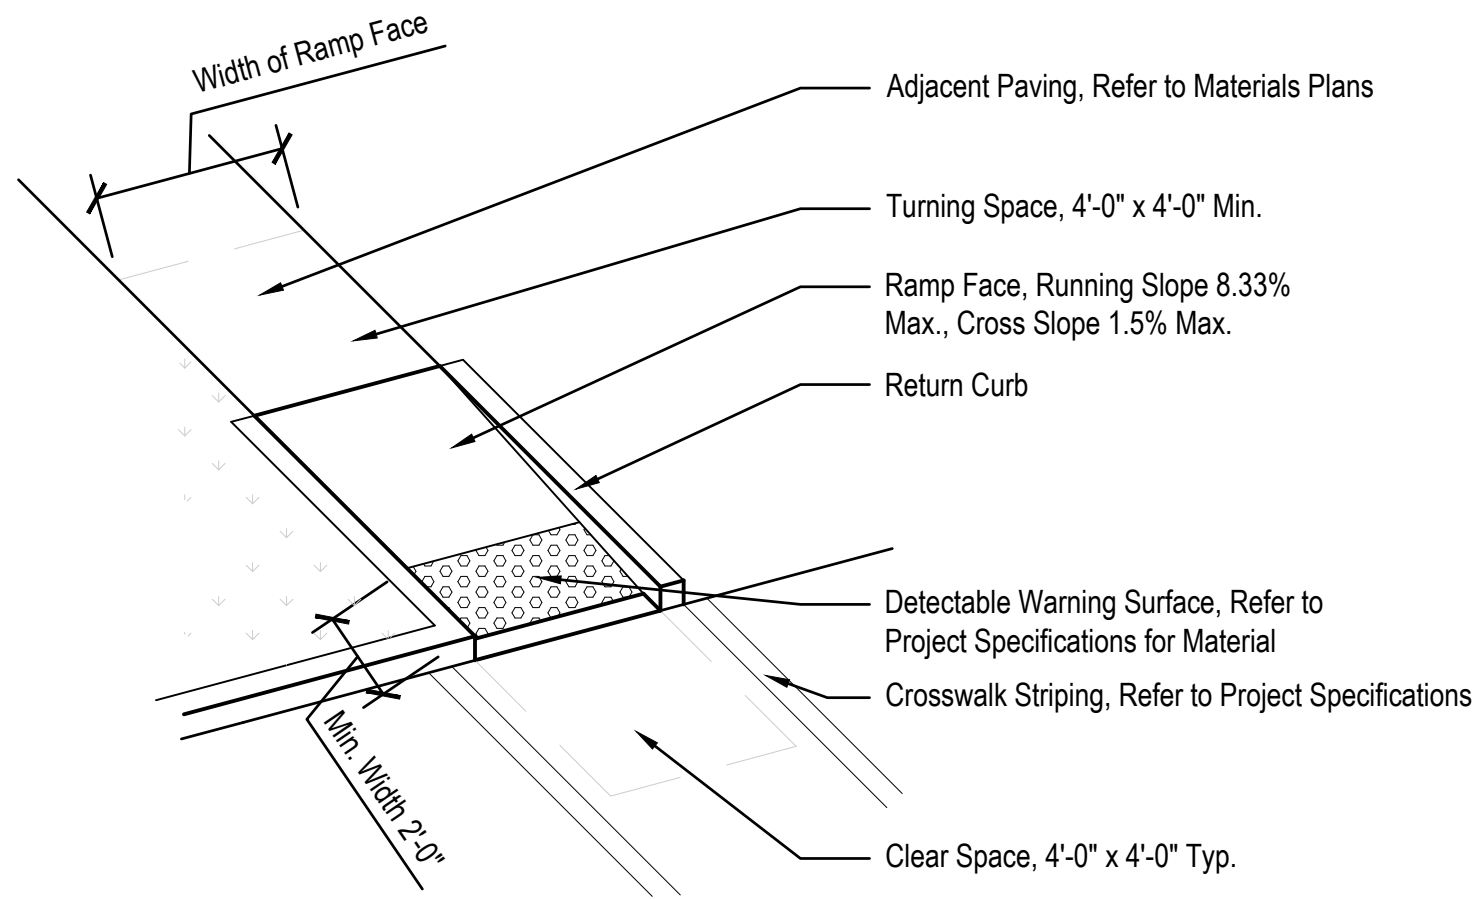 Width of Ramp Face
Adjacent Paving, Refer to Materials Plans
Turning Space, 4'-0" x 4'-0" Min.
Ramp Face, Running Slope 8.33%
Max., Cross Slope 1.5% Max.
Return Curb
Detectable Warning Surface, Refer to
Project Specifications for Material
Crosswalk Striping, Refer to Project Specifications
Min. Width 2'-0"
Clear Space, 4'-0" x 4'-0" Typ.